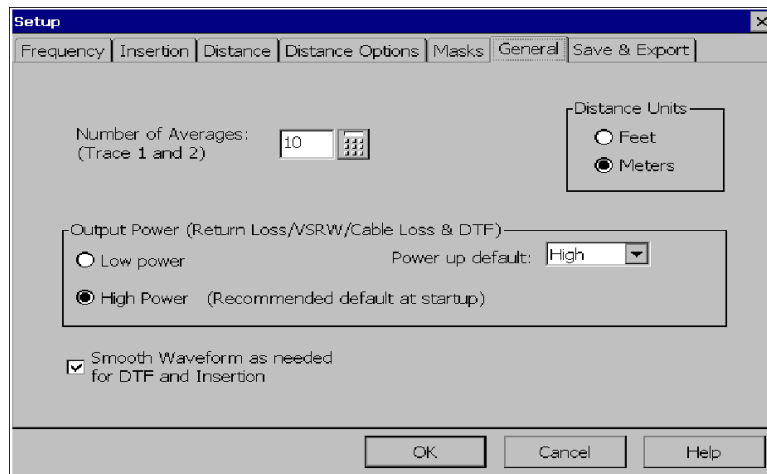 Setup
Frequency Insertion Distance Distance Options Masks General Save & Export
Number of Averages:
(Trace 1 and 2)
10
Distance Units
Feet
Meters
Output Power (Return Loss/VSRW/Cable Loss & DTF)
Low power
Power up default: High
High Power (Recommended default at startup)
Smooth Waveform as needed
for DTF and Insertion
OK Cancel Help